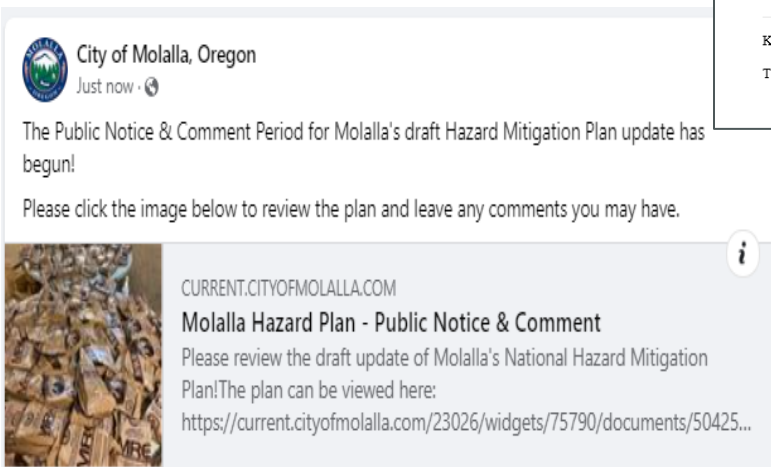 City of Molalla, Oregon
Just now ·
The Public Notice & Comment Period for Molalla's draft Hazard Mitigation Plan update has
begun!
Please click the image below to review the plan and leave any comments you may have.
CURRENT.CITYOFMOLALLA.COM
Molalla Hazard Plan - Public Notice & Comment
Please review the draft update of Molalla's National Hazard Mitigation
Plan!The plan can be viewed here:
https://current.cityofmolalla.com/23026/widgets/75790/documents/50425...
i
MRE
MRE
K
T